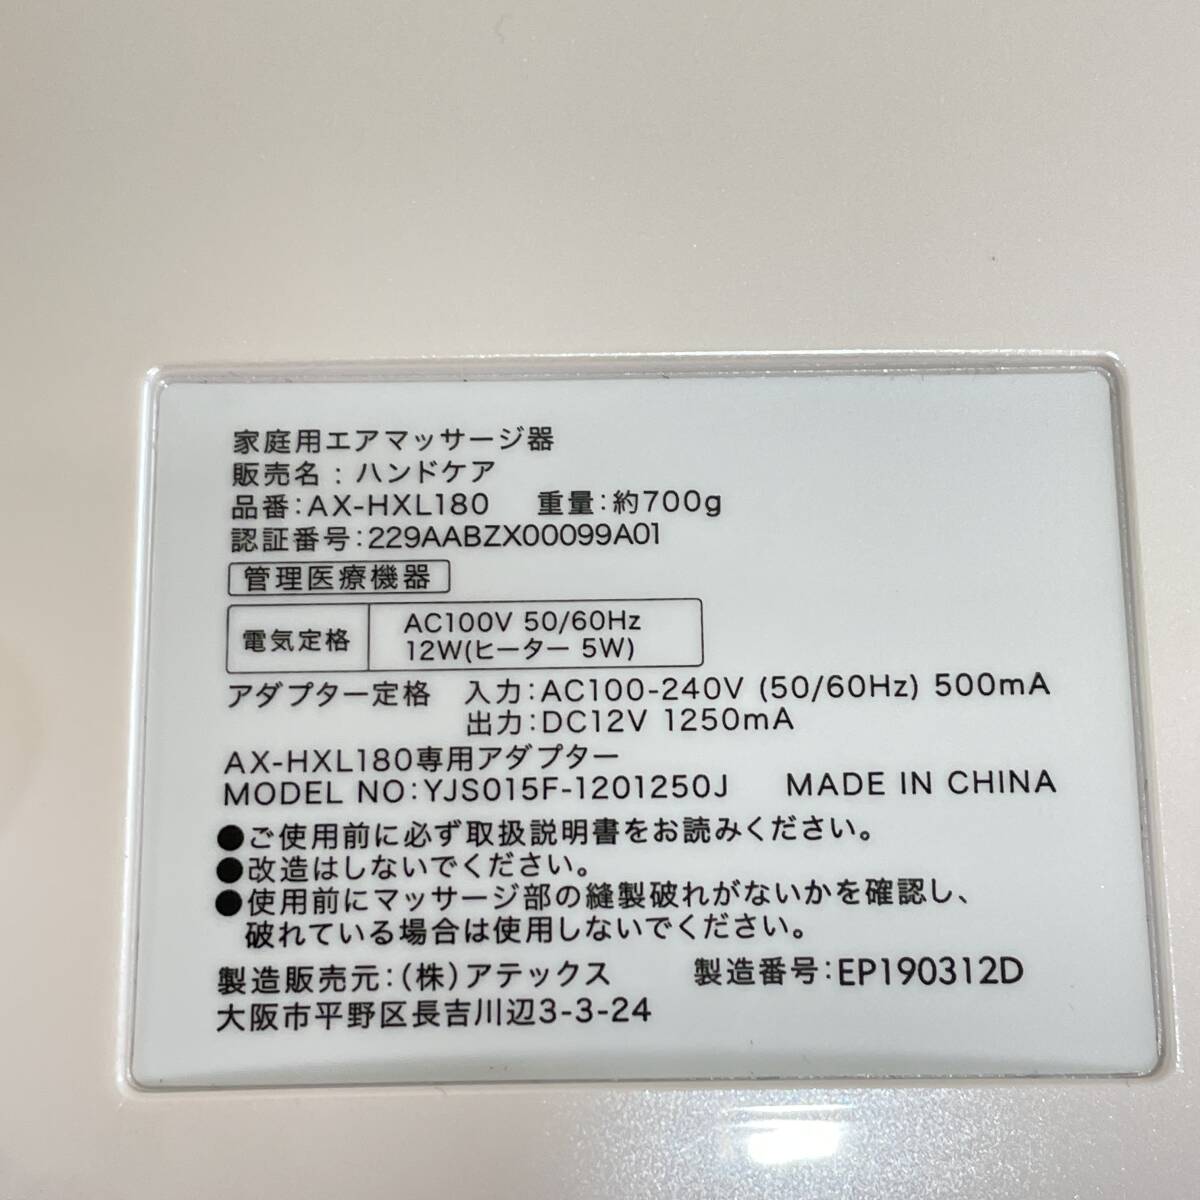 家庭用エアマッサージ器
販売名：ハンドケア
品番：AX-HXL180　重量：約700g
認証番号：229AABZX00099A01
管理医療機器
電気定格　AC100V 50/60Hz
12W(ヒーター 5W)
アダプター定格　入力：AC100-240V (50/60Hz) 500mA
出力：DC12V 1250mA
AX-HXL180専用アダプター
MODEL NO：YJS015F-1201250J　MADE IN CHINA
●ご使用前に必ず取扱説明書をお読みください。
●改造はしないでください。
●使用前にマッサージ部の縫製破れがないかを確認し、
破れている場合は使用しないでください。
製造販売元：(株)アテックス　製造番号：EP190312D
大阪市平野区長吉川辺3-3-24